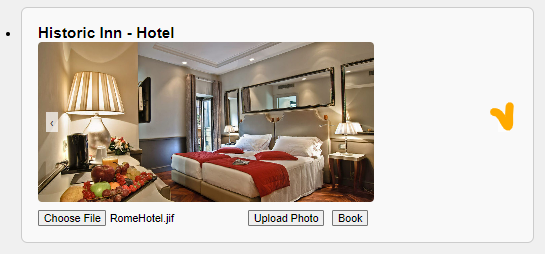 Historic Inn - Hotel
‹
Choose File RomeHotel.jif Upload Photo Book